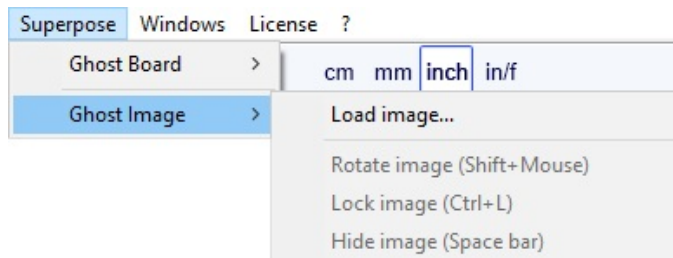 Superpose Windows License ?
Ghost Board >
cm mm inch in/f
Ghost Image >
Load image...
Rotate image (Shift+Mouse)
Lock image (Ctrl+L)
Hide image (Space bar)